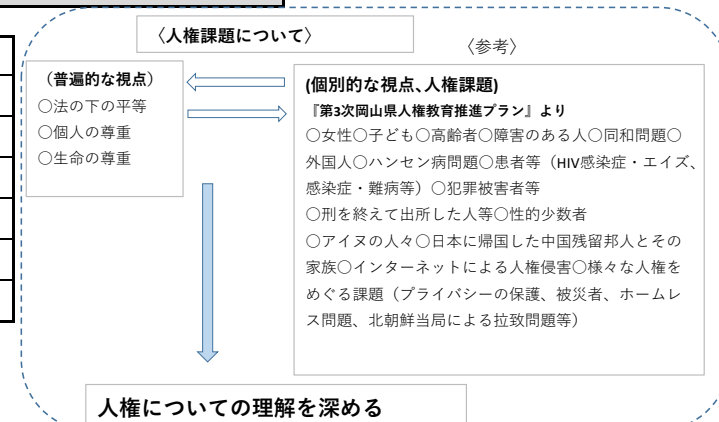 〈人権課題について〉
〈参考〉
（普遍的な視点）
○法の下の平等
○個人の尊重
○生命の尊重
(個別的な視点、人権課題)
『第3次岡山県人権教育推進プラン』より
○女性○子ども○高齢者○障害のある人○同和問題○
外国人○ハンセン病問題○患者等（HIV感染症・エイズ、
感染症・難病等）○犯罪被害者等
○刑を終えて出所した人等○性的少数者
○アイヌの人々○日本に帰国した中国残留邦人とその
家族○インターネットによる人権侵害○様々な人権を
めぐる課題（プライバシーの保護、被災者、ホームレ
ス問題、北朝鮮当局による拉致問題等）
人権についての理解を深める